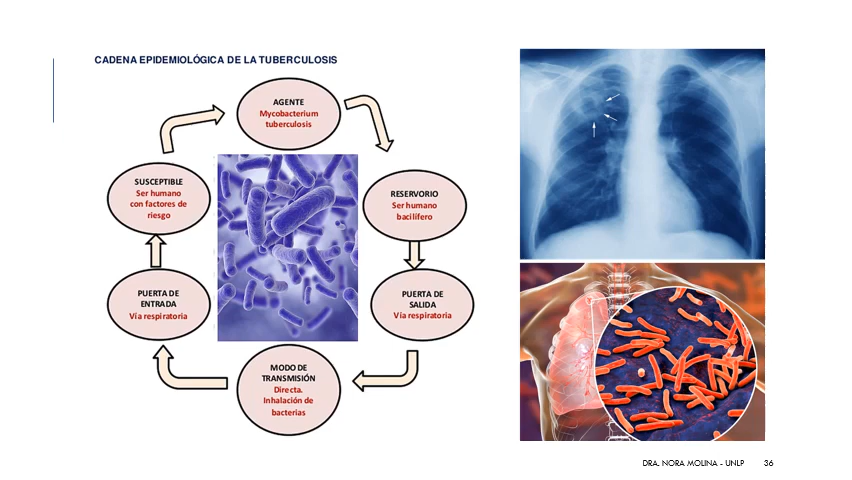 CADENA EPIDEMIOLÓGICA DE LA TUBERCULOSIS
AGENTE
Mycobacterium
tuberculosis
RESERVORIO
Ser humano
bacilífero
PUERTA DE
SALIDA
Vía respiratoria
MODO DE
TRANSMISIÓN
Directa.
Inhalación de
bacterias
PUERTA DE
ENTRADA
Vía respiratoria
SUSCEPTIBLE
Ser humano
con factores de
riesgo
DRA. NORA MOLINA - UNLP
36